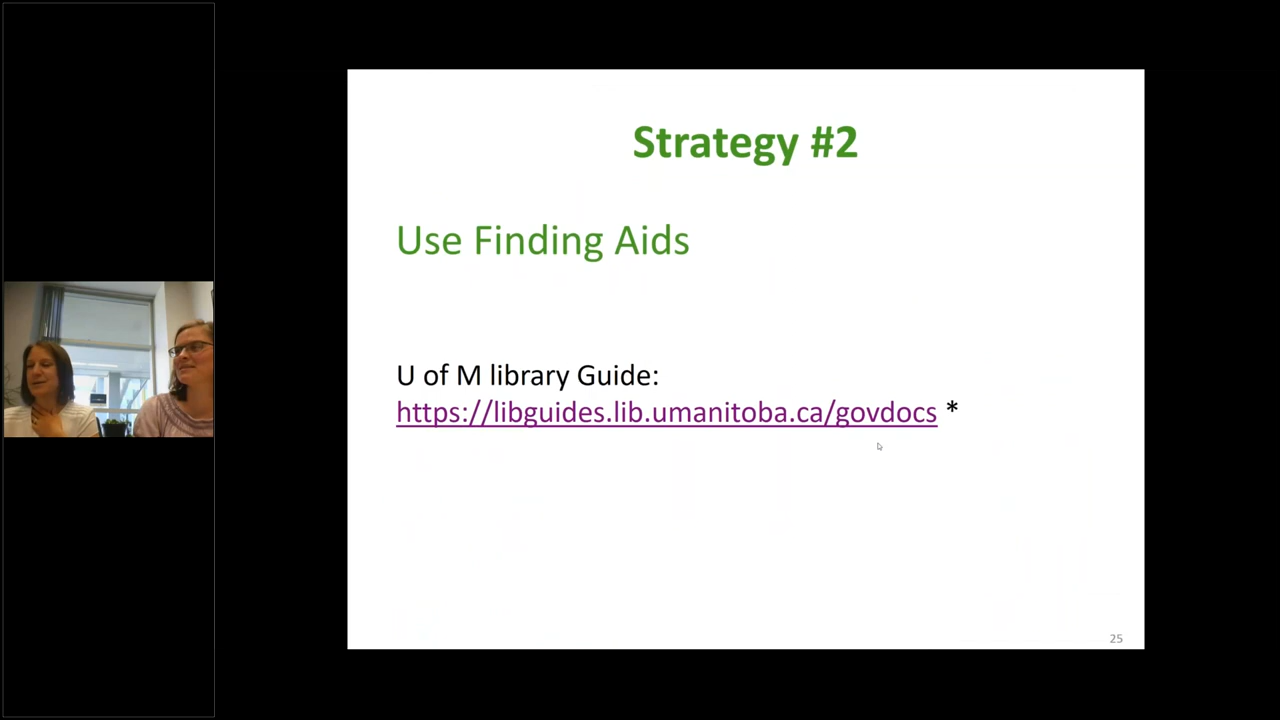 Strategy #2
Use Finding Aids
U of M library Guide:
https://libguides.lib.umanitoba.ca/govdocs *
25